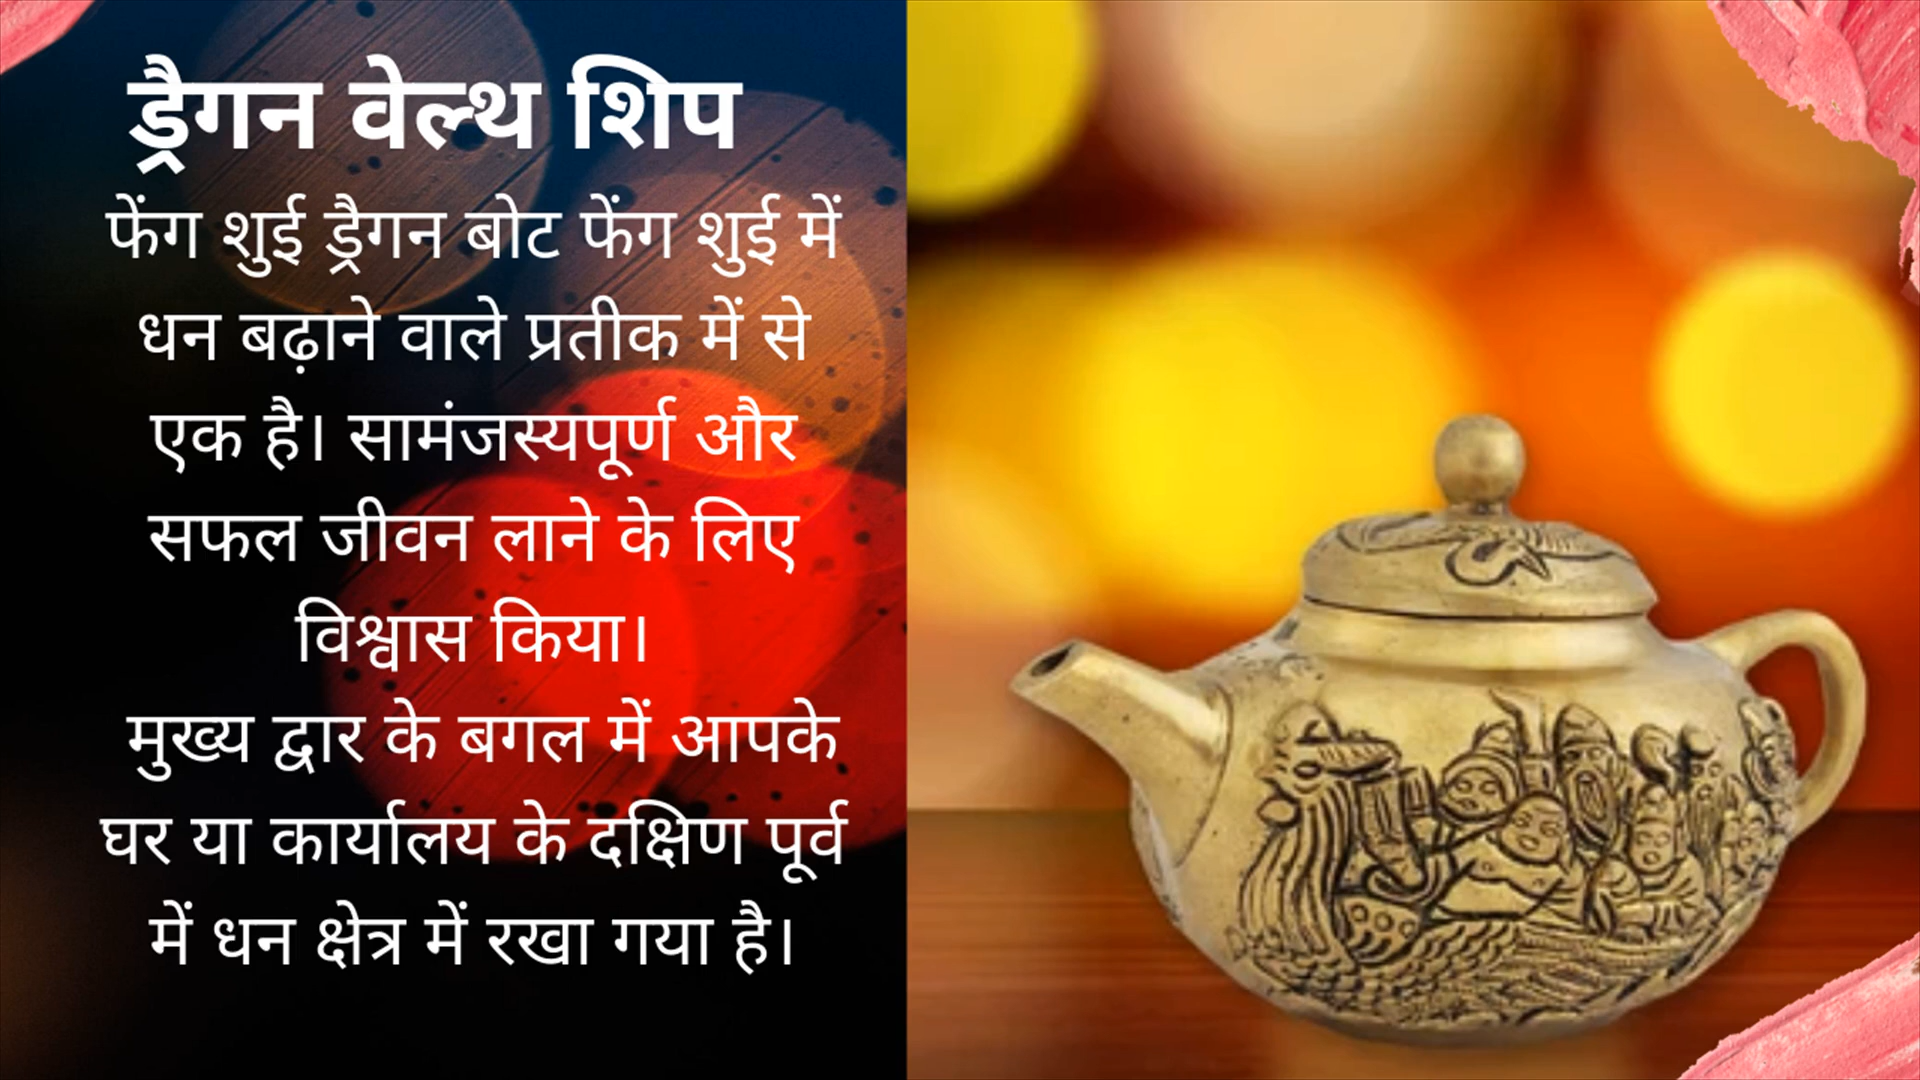 ड्रैगन वेल्थ शिप
फेंग शुई ड्रैगन बोट फेंग शुई में
धन बढ़ाने वाले प्रतीक में से
एक है। सामंजस्यपूर्ण और
सफल जीवन लाने के लिए
विश्वास किया।
मुख्य द्वार के बगल में आपके
घर या कार्यालय के दक्षिण पूर्व
में धन क्षेत्र में रखा गया है।